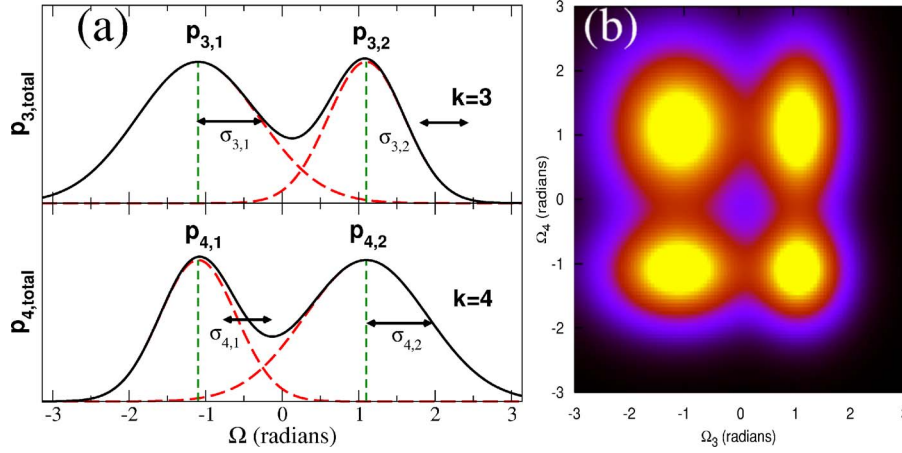 (a)
p3,1
p3,2
k=3
σ3,1
σ3,2
p3,total
p4,1
p4,2
k=4
σ4,1
σ4,2
p4,total
-3 -2 -1 0 1 2 3
Ω (radians)
(b)
3
2
1
0
-1
-2
-3
Ω4 (radians)
-3 -2 -1 0 1 2 3
Ω3 (radians)